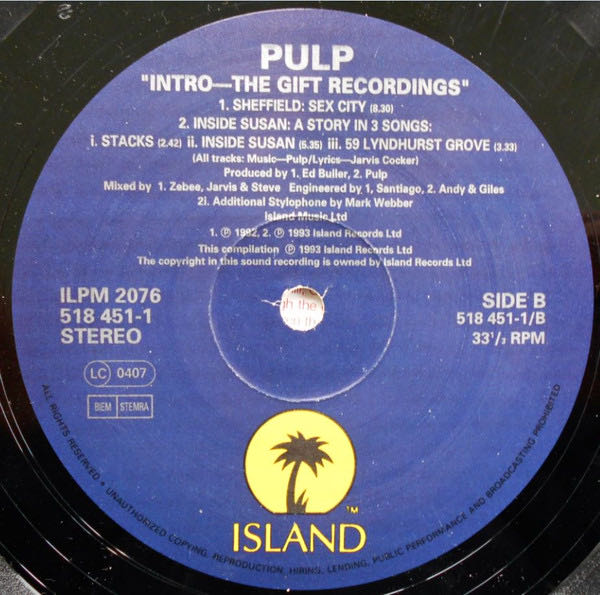 PULP
"INTRO—THE GIFT RECORDINGS"
1. SHEFFIELD: SEX CITY (8.30)
2. INSIDE SUSAN: A STORY IN 3 SONGS:
i. STACKS (2.42) ii. INSIDE SUSAN (5.35) iii. 59 LYNDHURST GROVE (3.33)
(All tracks: Music—Pulp/Lyrics—Jarvis Cocker)
Produced by 1. Ed Buller, 2. Pulp
Mixed by 1. Zebee, Jarvis & Steve Engineered by 1, Santiago, 2. Andy & Giles
2i. Additional Stylophone by Mark Webber
Island Music Ltd
1. ℗ 1992, 2. ℗ 1993 Island Records Ltd
This compilation ℗ 1993 Island Records Ltd
The copyright in this sound recording is owned by Island Records Ltd
ILPM 2076
518 451-1
STEREO
SIDE B
518 451-1/B
33¹/₃ RPM
LC 0407
BIEM STEMRA
TM
ISLAND
ALL RIGHTS RESERVED • UNAUTHORIZED COPYING, REPRODUCTION, HIRING, LENDING, PUBLIC PERFORMANCE AND BROADCASTING PROHIBITED